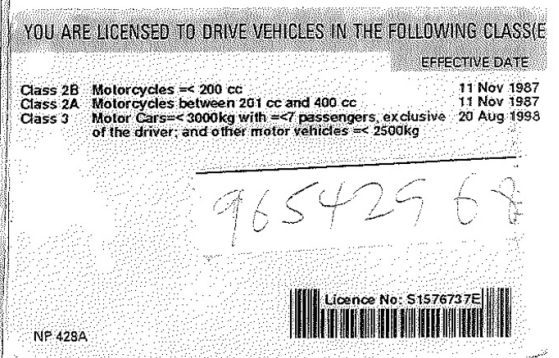 YOU ARE LICENSED TO DRIVE VEHICLES IN THE FOLLOWING CLASS(E
EFFECTIVE DATE
Class 2B Motorcycles =< 200 cc 11 Nov 1987
Class 2A Motorcycles between 201 cc and 400 cc 11 Nov 1987
Class 3 Motor Cars=< 3000kg with =<7 passengers, exclusive 20 Aug 1998
of the driver; and other motor vehicles =< 2500kg
96542968
Licence No: S1576737E
NP 428A